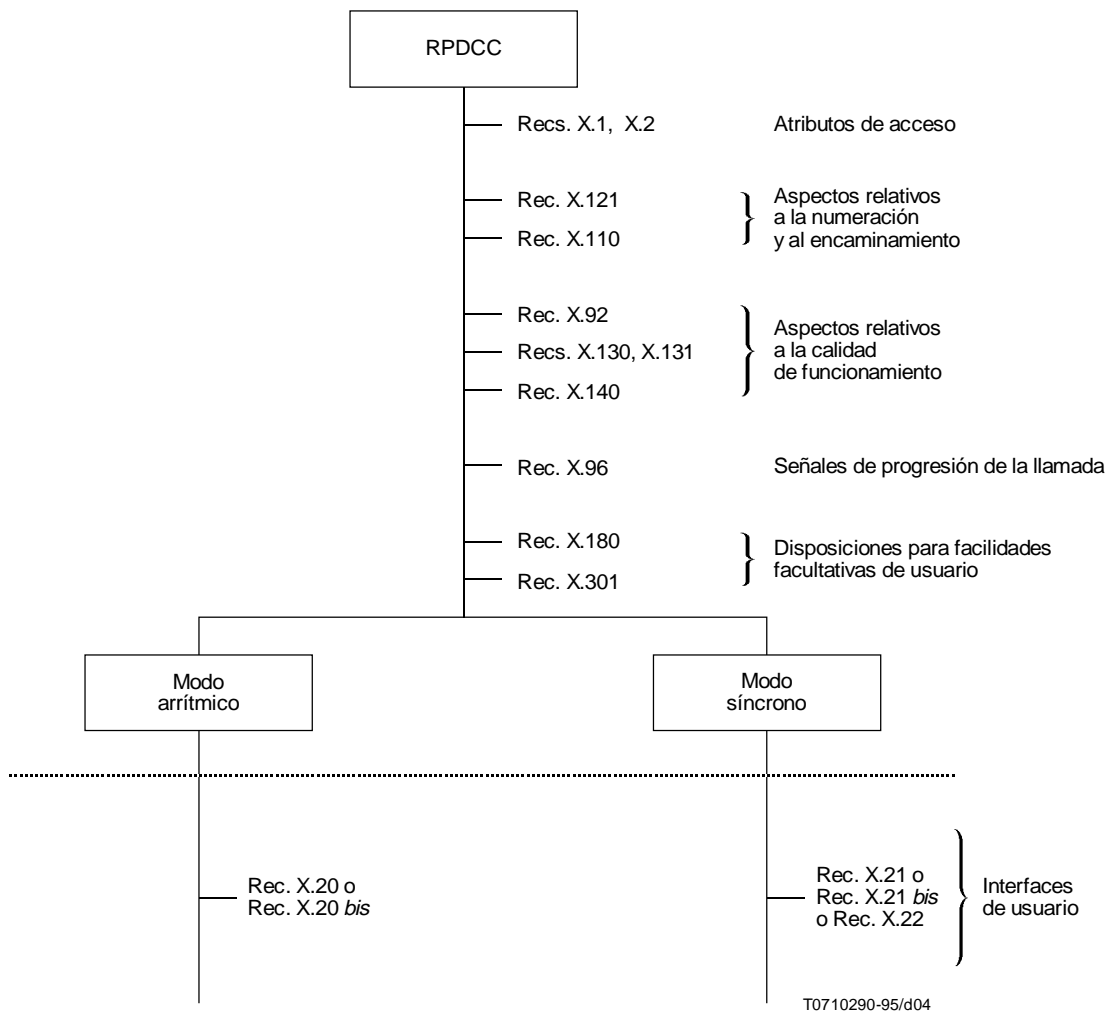 RPDCC
Recs. X.1, X.2 Atributos de acceso
Rec. X.121
Rec. X.110
Aspectos relativos
a la numeración
y al encaminamiento
Rec. X.92
Recs. X.130, X.131
Rec. X.140
Aspectos relativos
a la calidad
de funcionamiento
Rec. X.96 Señales de progresión de la llamada
Rec. X.180
Rec. X.301
Disposiciones para facilidades
facultativas de usuario
Modo
arrítmico
Modo
síncrono
Rec. X.20 o
Rec. X.20 bis
Rec. X.21 o
Rec. X.21 bis
o Rec. X.22
Interfaces
de usuario
T0710290-95/d04